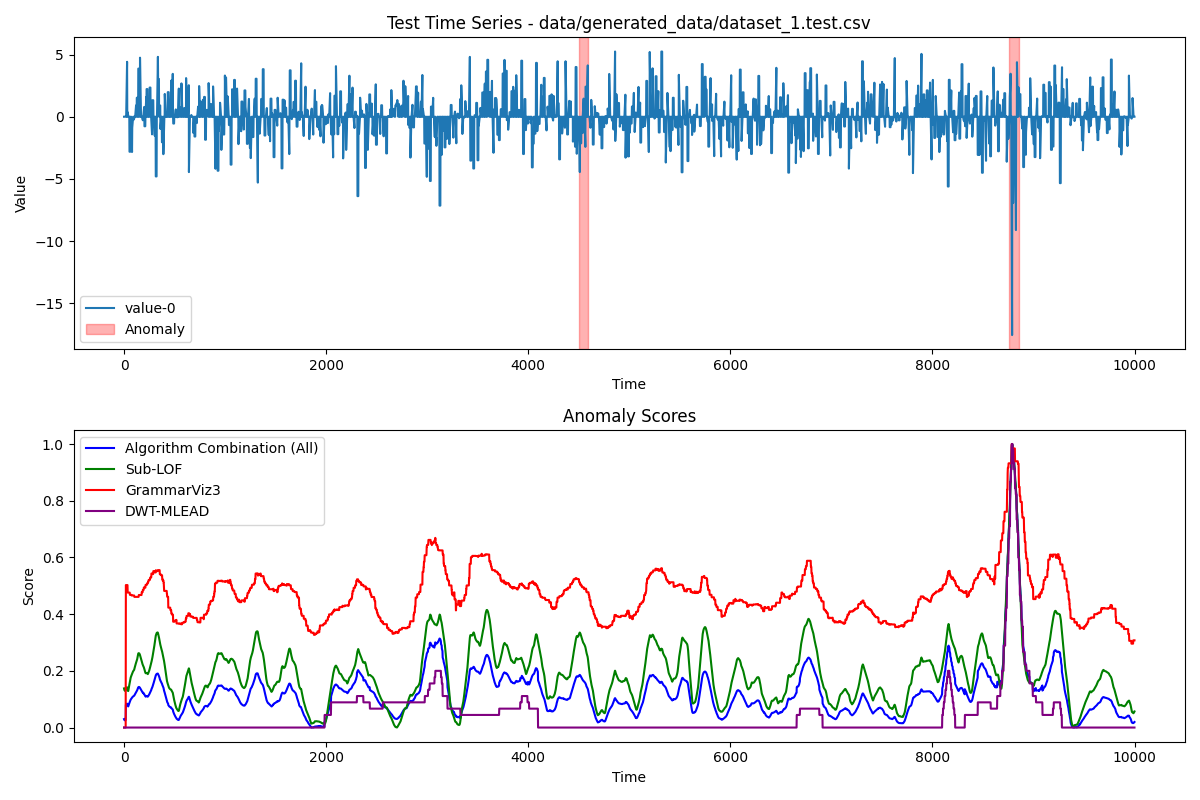 Test Time Series - data/generated_data/dataset_1.test.csv
5
0
−5
−10
−15
Value
value-0
Anomaly
0 2000 4000 6000 8000 10000
Time
Anomaly Scores
1.0
0.8
0.6
0.4
0.2
0.0
Score
Algorithm Combination (All)
Sub-LOF
GrammarViz3
DWT-MLEAD
0 2000 4000 6000 8000 10000
Time